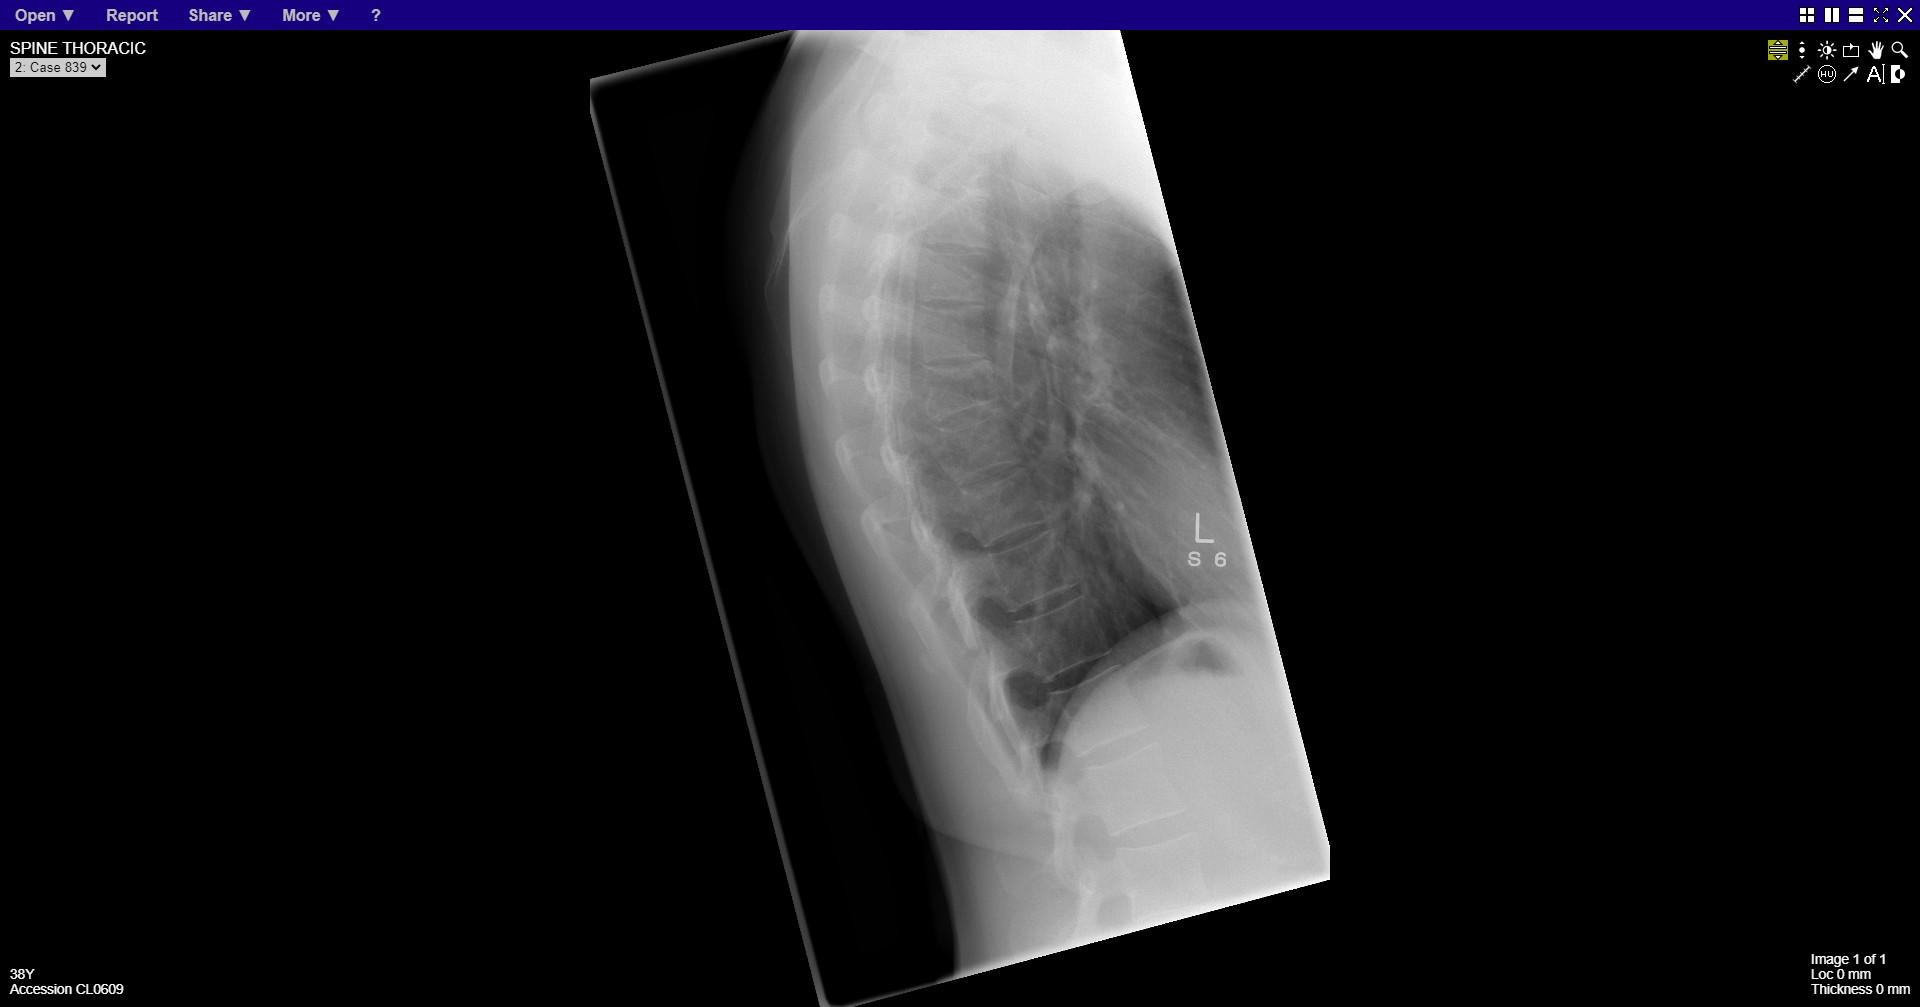 Open ▼ Report Share ▼ More ▼ ?
SPINE THORACIC
2: Case 839
HU
A
L
S 6
38Y
Accession CL0609
Image 1 of 1
Loc 0 mm
Thickness 0 mm